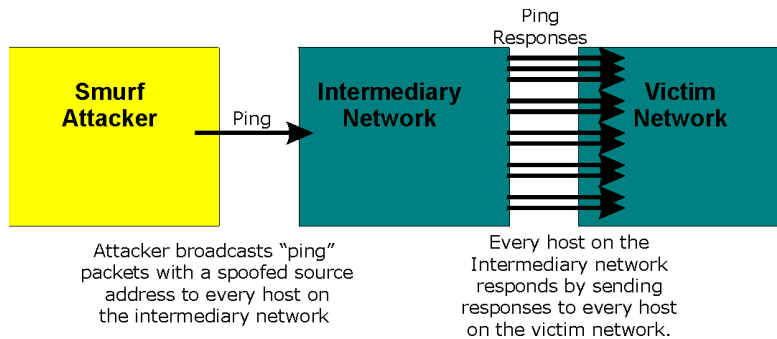 Ping
Responses
Smurf
Attacker
Ping
Intermediary
Network
Victim
Network
Attacker broadcasts “ping”
packets with a spoofed source
address to every host on
the intermediary network
Every host on the
Intermediary network
responds by sending
responses to every host
on the victim network.